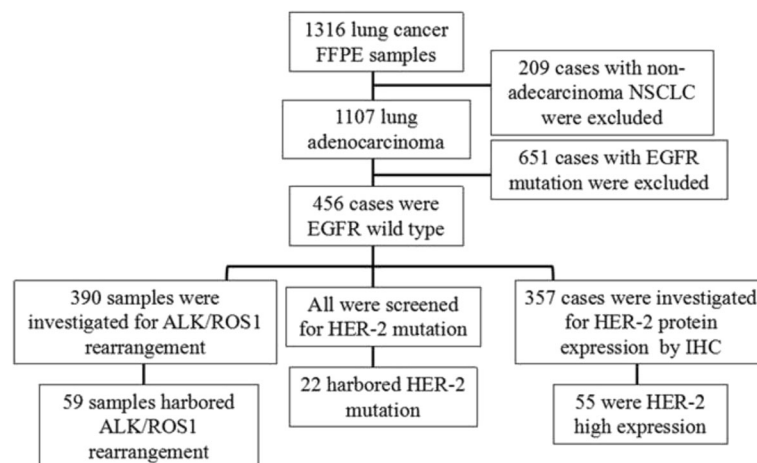 1316 lung cancer
FFPE samples
209 cases with non-
adecarcinoma NSCLC
were excluded
1107 lung
adenocarcinoma
651 cases with EGFR
mutation were excluded
456 cases were
EGFR wild type
390 samples were
investigated for ALK/ROS1
rearrangement
All were screened
for HER-2 mutation
357 cases were investigated
for HER-2 protein
expression by IHC
59 samples harbored
ALK/ROS1
rearrangement
22 harbored HER-2
mutation
55 were HER-2
high expression